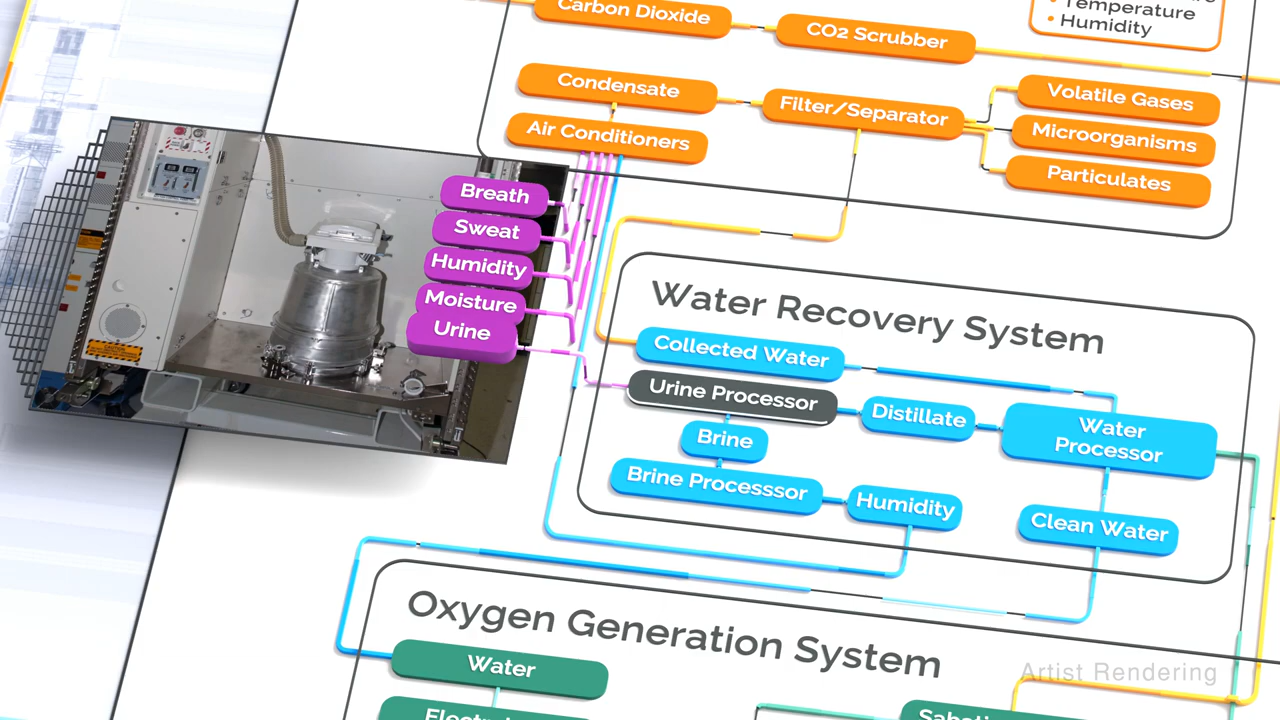 Carbon Dioxide
CO2 Scrubber
Temperature
Humidity
Condensate
Filter/Separator
Volatile Gases
Air Conditioners
Microorganisms
Particulates
Breath
Sweat
Humidity
Moisture
Urine
Water Recovery System
Collected Water
Urine Processor
Distillate
Water
Processor
Brine
Brine Processsor
Humidity
Clean Water
Oxygen Generation System
Water
Artist Rendering